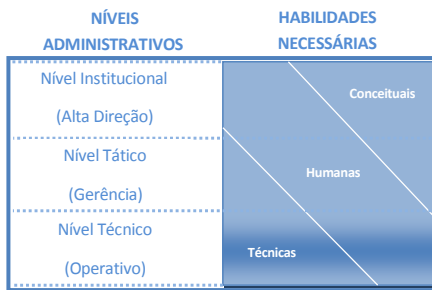 NÍVEIS
ADMINISTRATIVOS
HABILIDADES
NECESSÁRIAS
Nível Institucional
(Alta Direção)
Nível Tático
(Gerência)
Nível Técnico
(Operativo)
Conceituais
Humanas
Técnicas